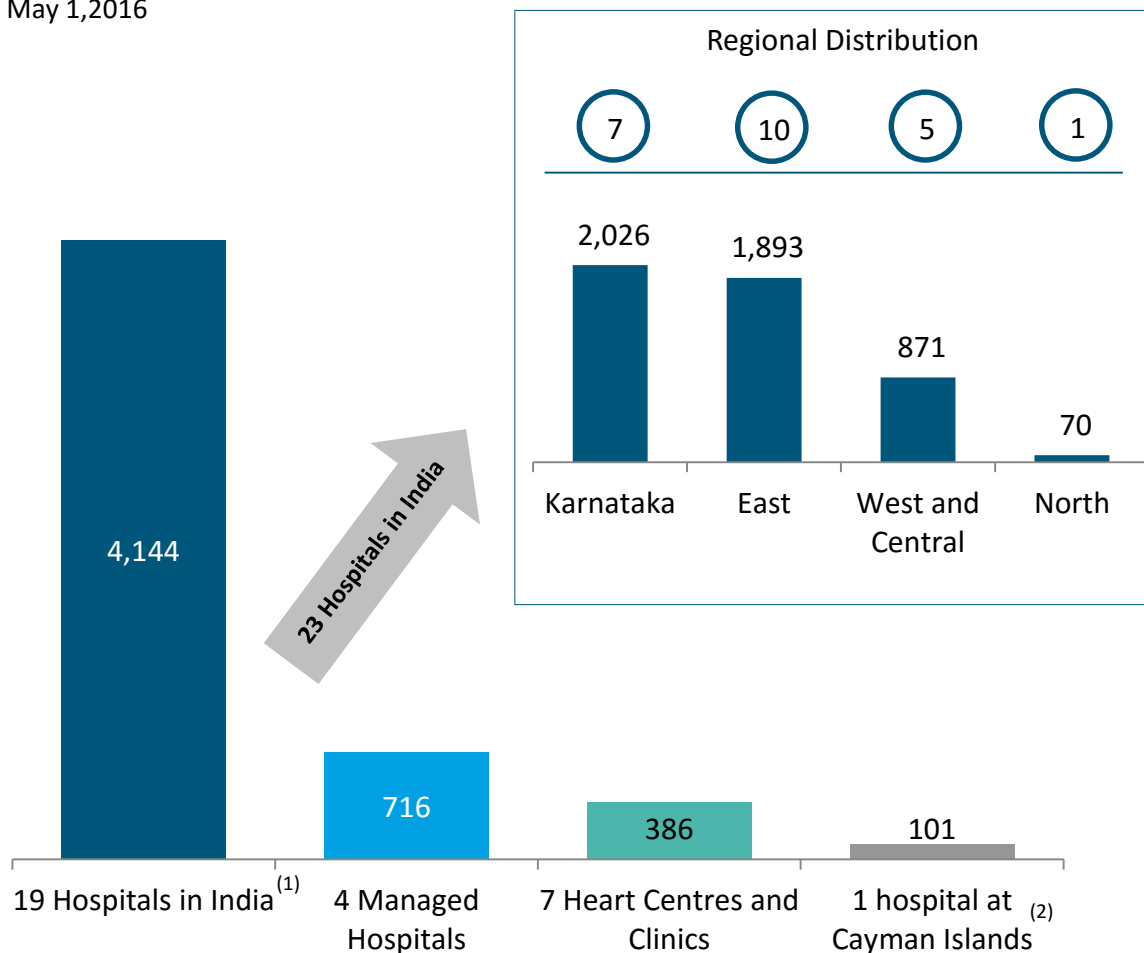 May 1,2016
Regional Distribution
7 10 5 1
2,026
1,893
871
70
Karnataka East West and North
Central
23 Hospitals in India
4,144
716
386
101
19 Hospitals in India(1) 4 Managed 7 Heart Centres and 1 hospital at (2)
Hospitals Clinics Cayman Islands